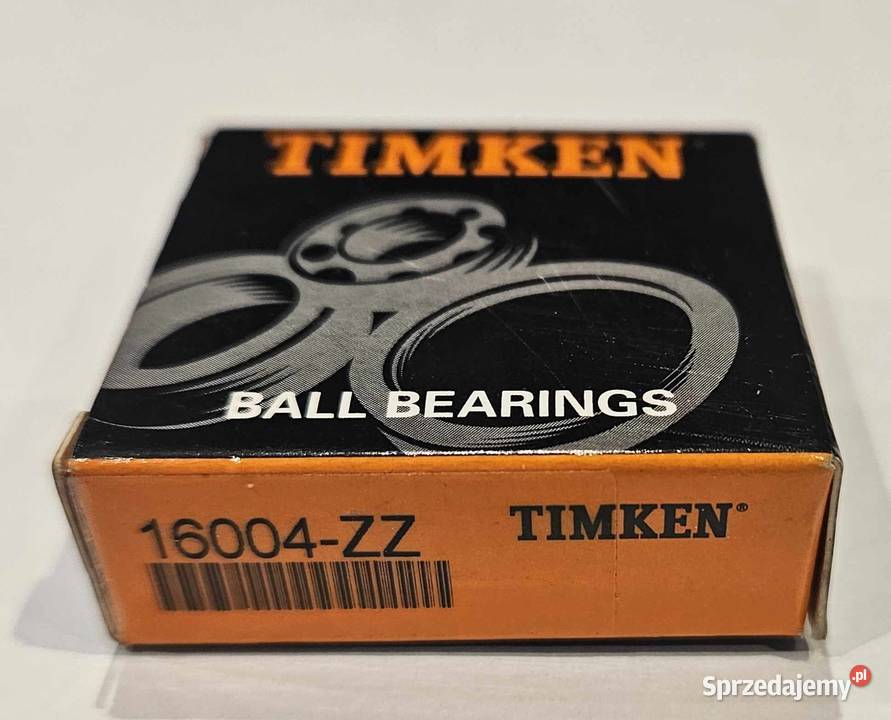 TIMKEN
BALL BEARINGS
16004-ZZ
TIMKEN®
Sprzedajemy.pl